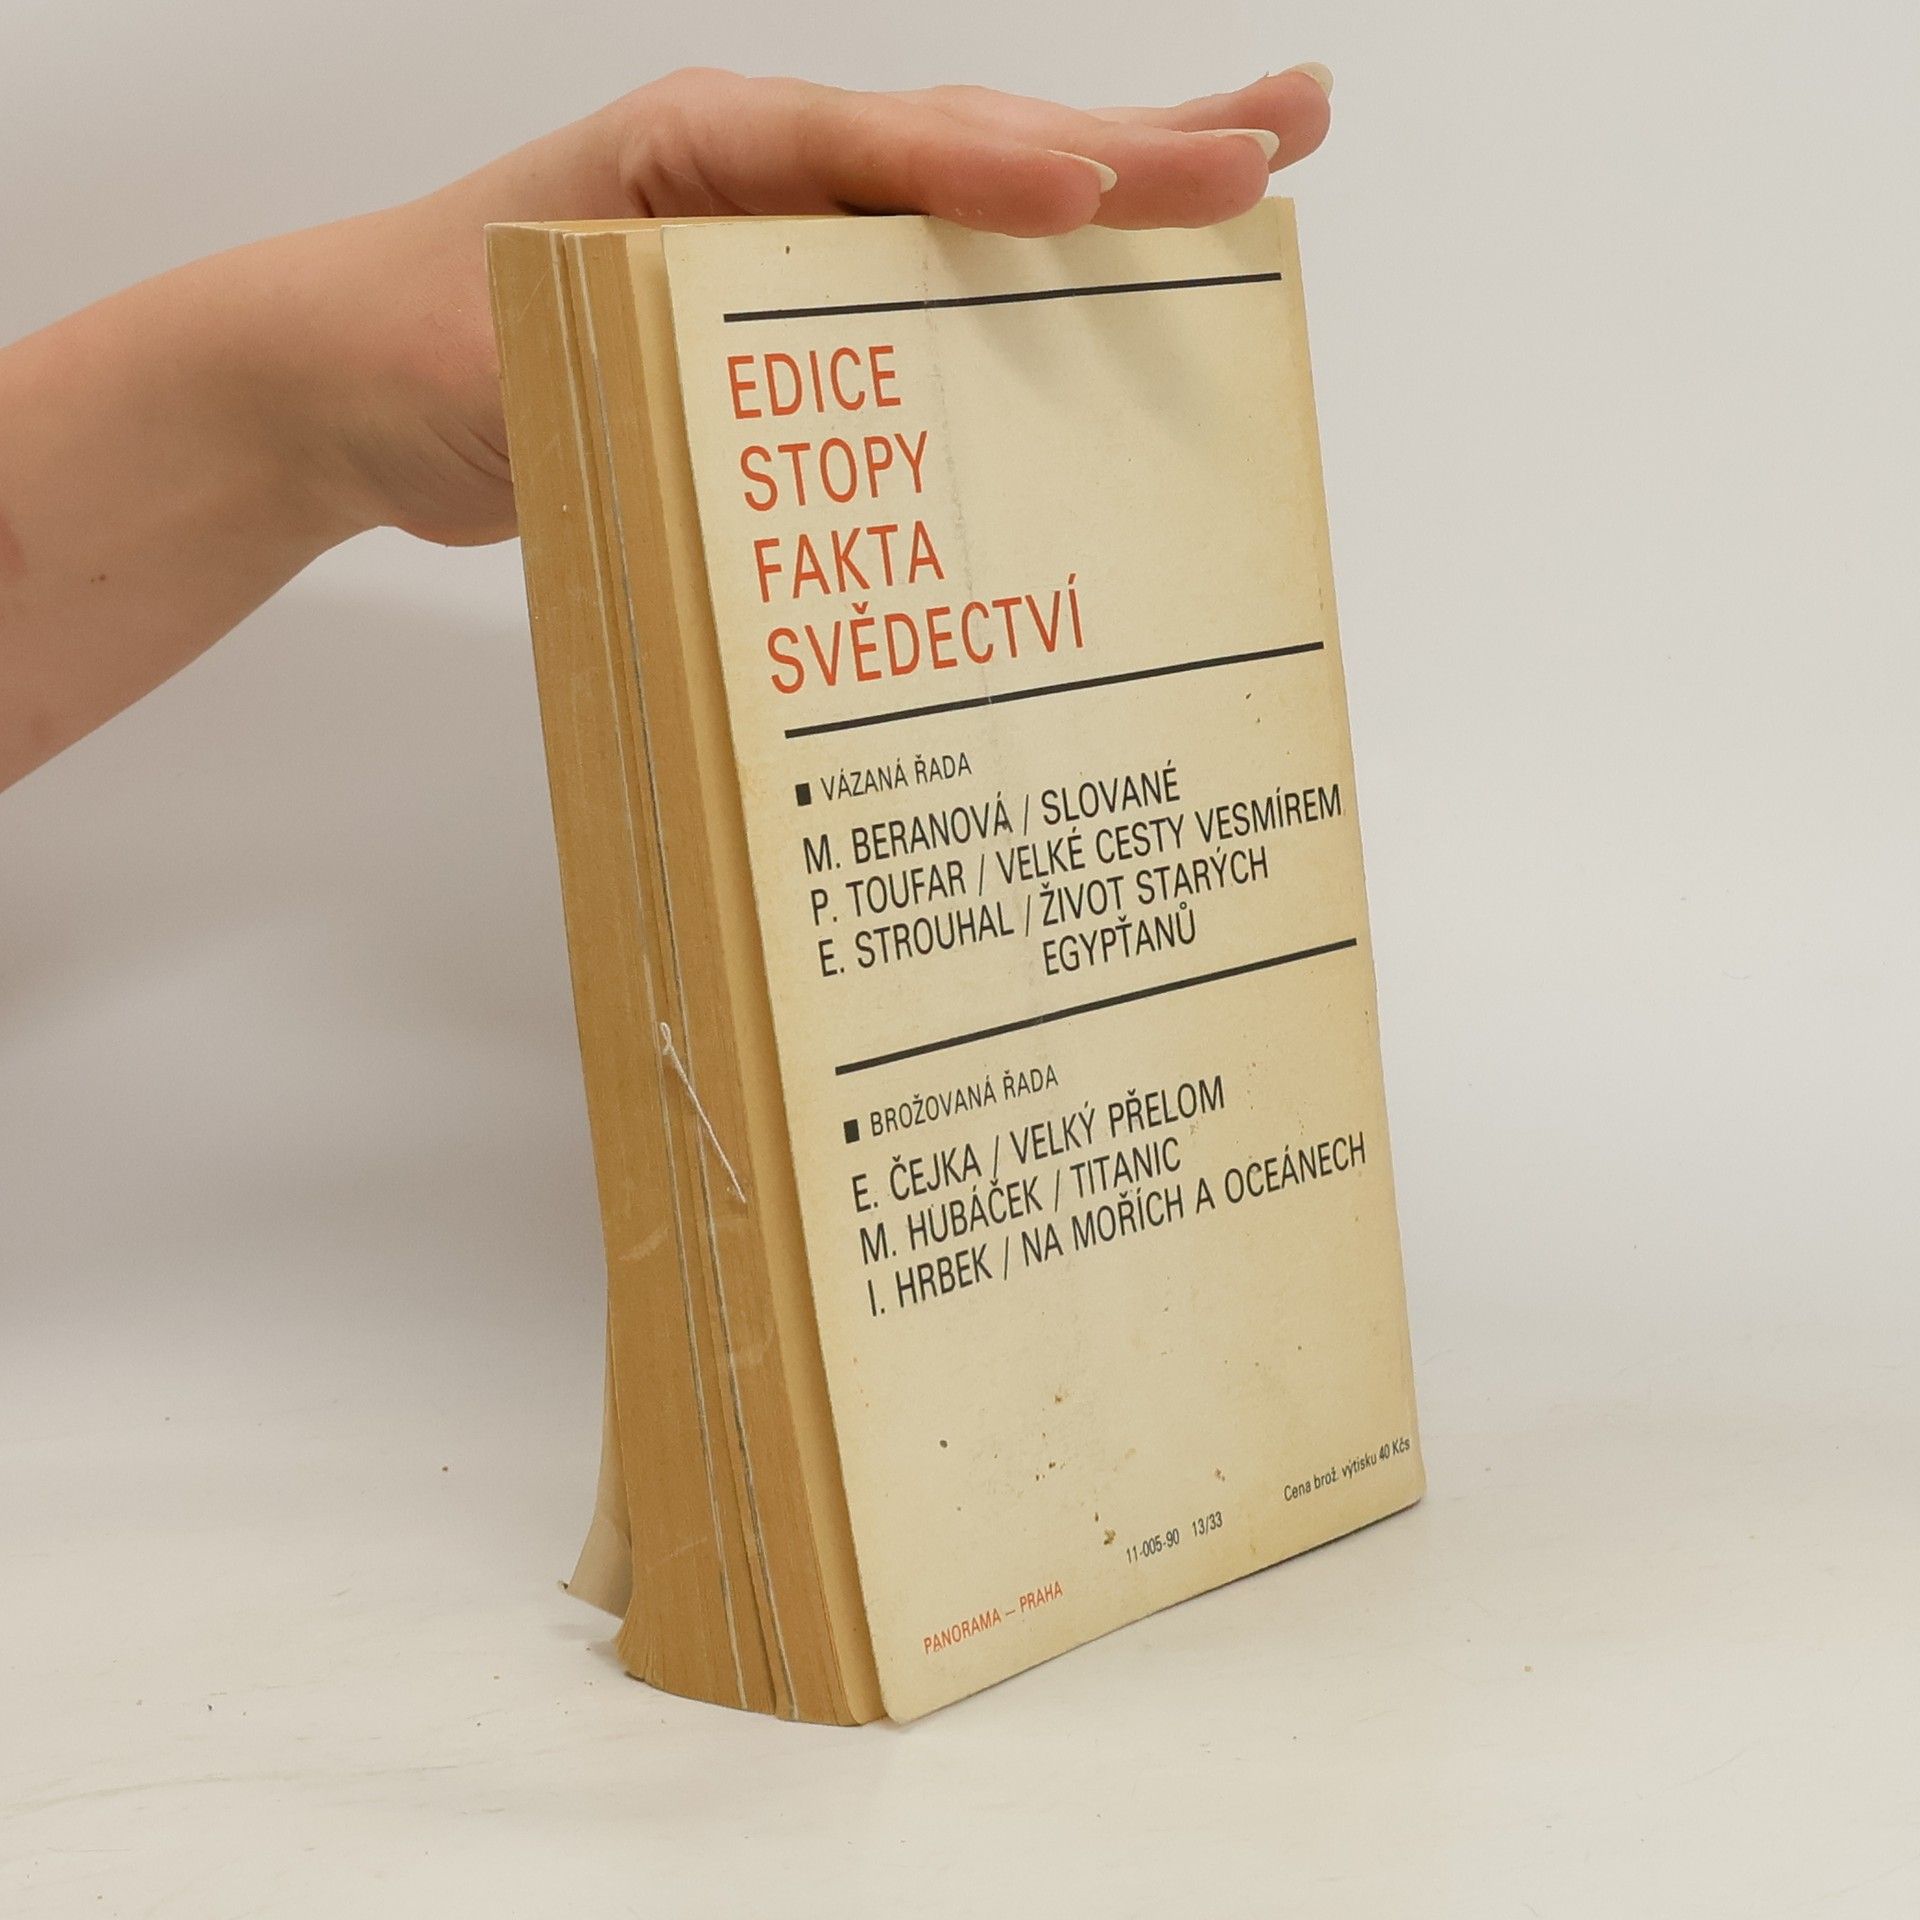 EDICE
STOPY
FAKTA
SVĚDECTVÍ
■ VÁZANÁ ŘADA
M. BERANOVÁ / SLOVANÉ
P. TOUFAR / VELKÉ CESTY VESMÍREM
E. STROUHAL / ŽIVOT STARÝCH
EGYPŤANŮ
■ BROŽOVANÁ ŘADA
E. ČEJKA / VELKÝ PŘELOM
M. HUBÁČEK / TITANIC
I. HRBEK / NA MOŘÍCH A OCEÁNECH
PANORAMA – PRAHA
11-005-90 13/33
Cena brož. výtisku 40 Kčs